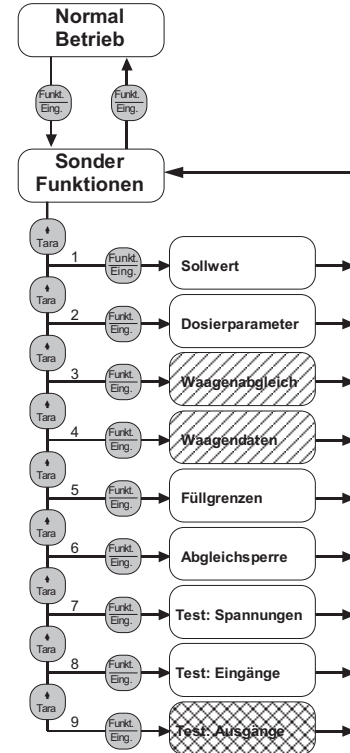 Normal
Betrieb
Funkt.
Eing.
Funkt.
Eing.
Sonder
Funktionen
Tara
1
Funkt.
Eing.
Sollwert
Tara
2
Funkt.
Eing.
Dosierparameter
Tara
3
Funkt.
Eing.
Waagenabgleich
Tara
4
Funkt.
Eing.
Waagendaten
Tara
5
Funkt.
Eing.
Füllgrenzen
Tara
6
Funkt.
Eing.
Abgleichsperre
Tara
7
Funkt.
Eing.
Test: Spannungen
Tara
8
Funkt.
Eing.
Test: Eingänge
Tara
9
Funkt.
Eing.
Test: Ausgänge